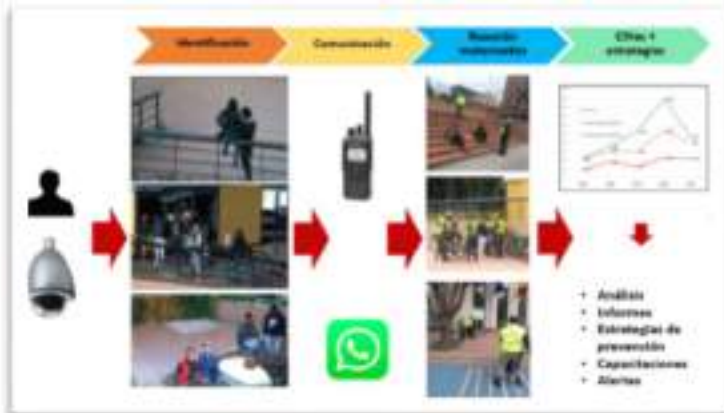 Identificación
Comunicación
Reacción
Cifras +
estrategias
• Análisis
• Informes
• Estrategias de
prevención
• Capacitaciones
• Alertas